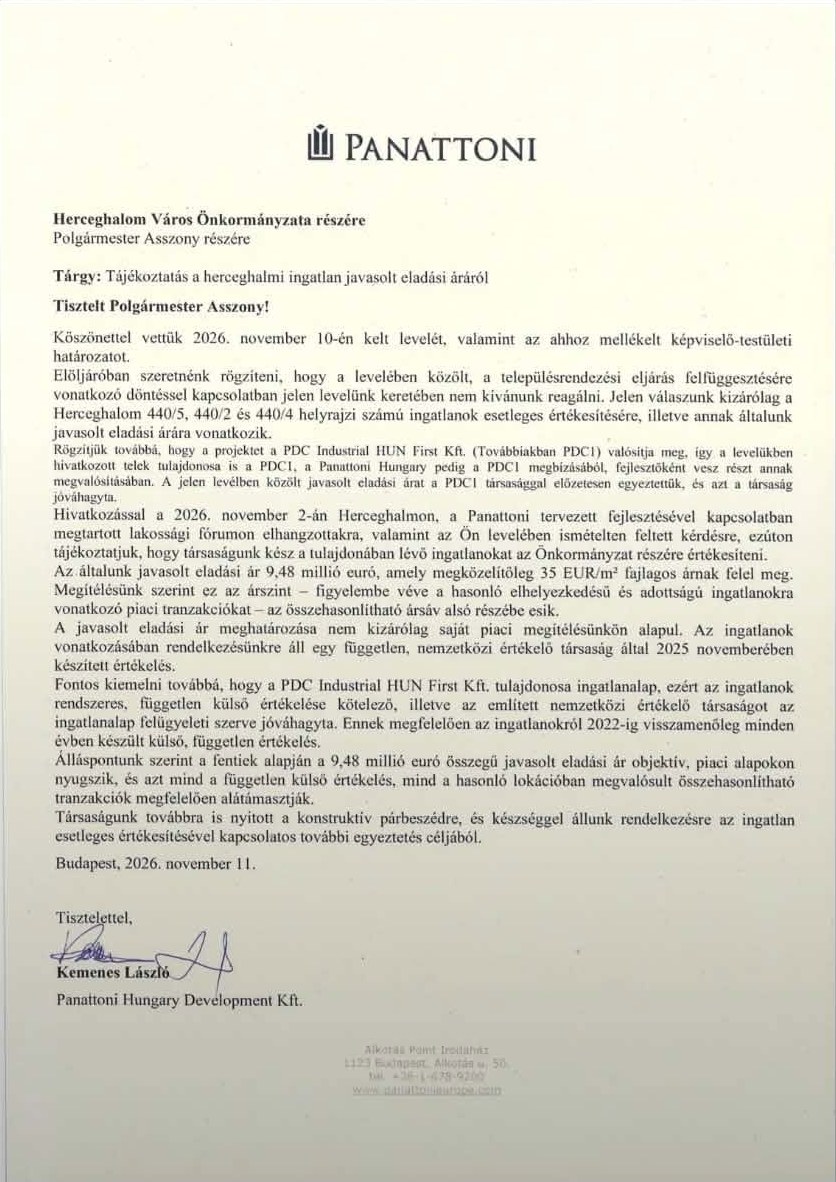 PANATTONI
Herceghalom Város Önkormányzata részére
Polgármester Asszony részére
Tárgy: Tájékoztatás a herceghalmi ingatlan javasolt eladási áráról
Tisztelt Polgármester Asszony!
Köszönettel vettük 2026. november 10-én kelt levelét, valamint az ahhoz mellékelt képviselő-testületi
határozatot.
Elöljáróban szeretnénk rögzíteni, hogy a levelében közölt, a településrendezési eljárás felfüggesztésére
vonatkozó döntéssel kapcsolatban jelen levelünk keretében nem kívánunk reagálni. Jelen válaszunk kizárólag a
Herceghalom 440/5, 440/2 és 440/4 helyrajzi számú ingatlanok esetleges értékesítésére, illetve annak általunk
javasolt eladási árára vonatkozik.
Rögzítjük továbbá, hogy a projektet a PDC Industrial HUN First Kft. (Továbbiakban PDC1) valósítja meg, így a levelükben
hivatkozott telek tulajdonosa is a PDC1, a Panattoni Hungary pedig a PDC1 megbízásából, fejlesztőként vesz részt annak
megvalósításában. A jelen levélben közölt javasolt eladási árat a PDC1 társasággal előzetesen egyeztettük, és azt a társaság
jóváhagyta.
Hivatkozással a 2026. november 2-án Herceghalmon, a Panattoni tervezett fejlesztésével kapcsolatban
megtartott lakossági fórumon elhangzottakra, valamint az Ön levelében ismételten feltett kérdésre, ezúton
tájékoztatjuk, hogy társaságunk kész a tulajdonában lévő ingatlanokat az Önkormányzat részére értékesíteni.
Az általunk javasolt eladási ár 9,48 millió euró, amely megközelítőleg 35 EUR/m² fajlagos árnak felel meg.
Megítélésünk szerint ez az árszint – figyelembe véve a hasonló elhelyezkedésű és adottságú ingatlanokra
vonatkozó piaci tranzakciókat – az összehasonlítható ársáv alsó részébe esik.
A javasolt eladási ár meghatározása nem kizárólag saját piaci megítélésünkön alapul. Az ingatlanok
vonatkozásában rendelkezésünkre áll egy független, nemzetközi értékelő társaság által 2025 novemberében
készített értékelés.
Fontos kiemelni továbbá, hogy a PDC Industrial HUN First Kft. tulajdonosa ingatlanalap, ezért az ingatlanok
rendszeres, független külső értékelése kötelező, illetve az említett nemzetközi értékelő társaságot az
ingatlanalap felügyeleti szerve jóváhagyta. Ennek megfelelően az ingatlanokról 2022-ig visszamenőleg minden
évben készült külső, független értékelés.
Álláspontunk szerint a fentiek alapján a 9,48 millió euró összegű javasolt eladási ár objektív, piaci alapokon
nyugszik, és azt mind a független külső értékelés, mind a hasonló lokációban megvalósult összehasonlítható
tranzakciók megfelelően alátámasztják.
Társaságunk továbbra is nyitott a konstruktív párbeszédre, és készséggel állunk rendelkezésre az ingatlan
esetleges értékesítésével kapcsolatos további egyeztetés céljából.
Budapest, 2026. november 11.
Tisztelettel,
Kemenes László
Panattoni Hungary Development Kft.
Alkotás Point Irodaház
1123 Budapest, Alkotás u. 50.
tel. +36-1-678-9200
www.panattonieurope.com